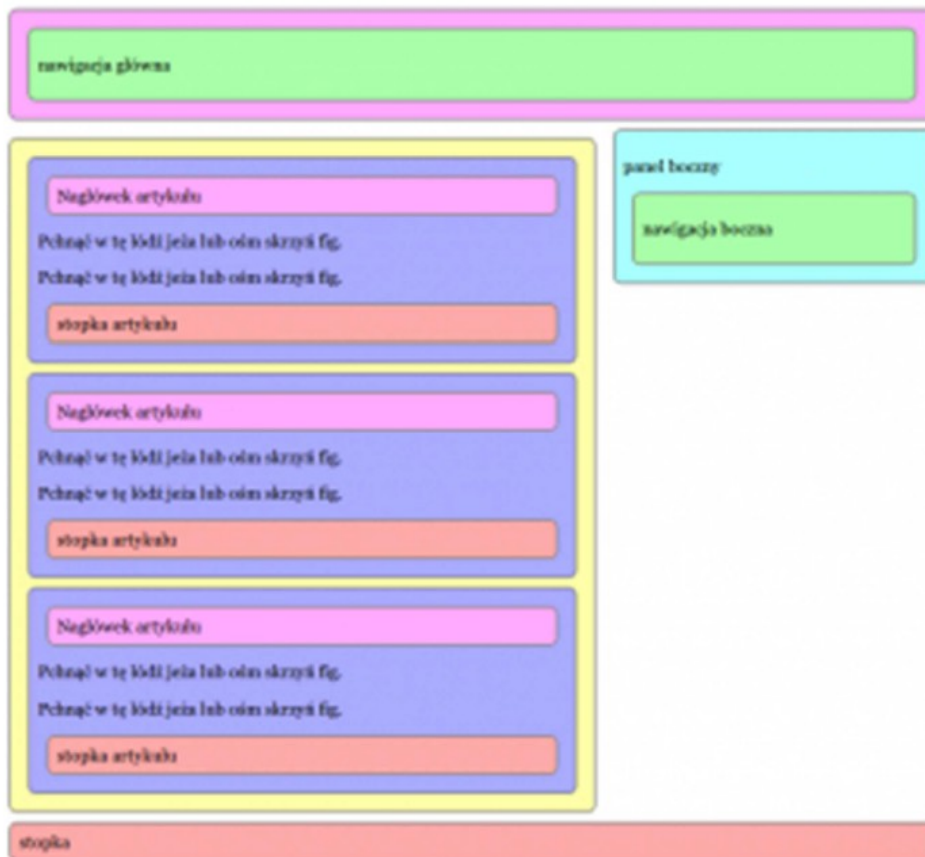 nawigacja główna
panel boczny
nawigacja boczna
Nagłówek artykułu
Pchnąć w tę łódź jeża lub ośm skrzyń fig.
Pchnąć w tę łódź jeża lub ośm skrzyń fig.
stopka artykułu
Nagłówek artykułu
Pchnąć w tę łódź jeża lub ośm skrzyń fig.
Pchnąć w tę łódź jeża lub ośm skrzyń fig.
stopka artykułu
Nagłówek artykułu
Pchnąć w tę łódź jeża lub ośm skrzyń fig.
Pchnąć w tę łódź jeża lub ośm skrzyń fig.
stopka artykułu
stopka